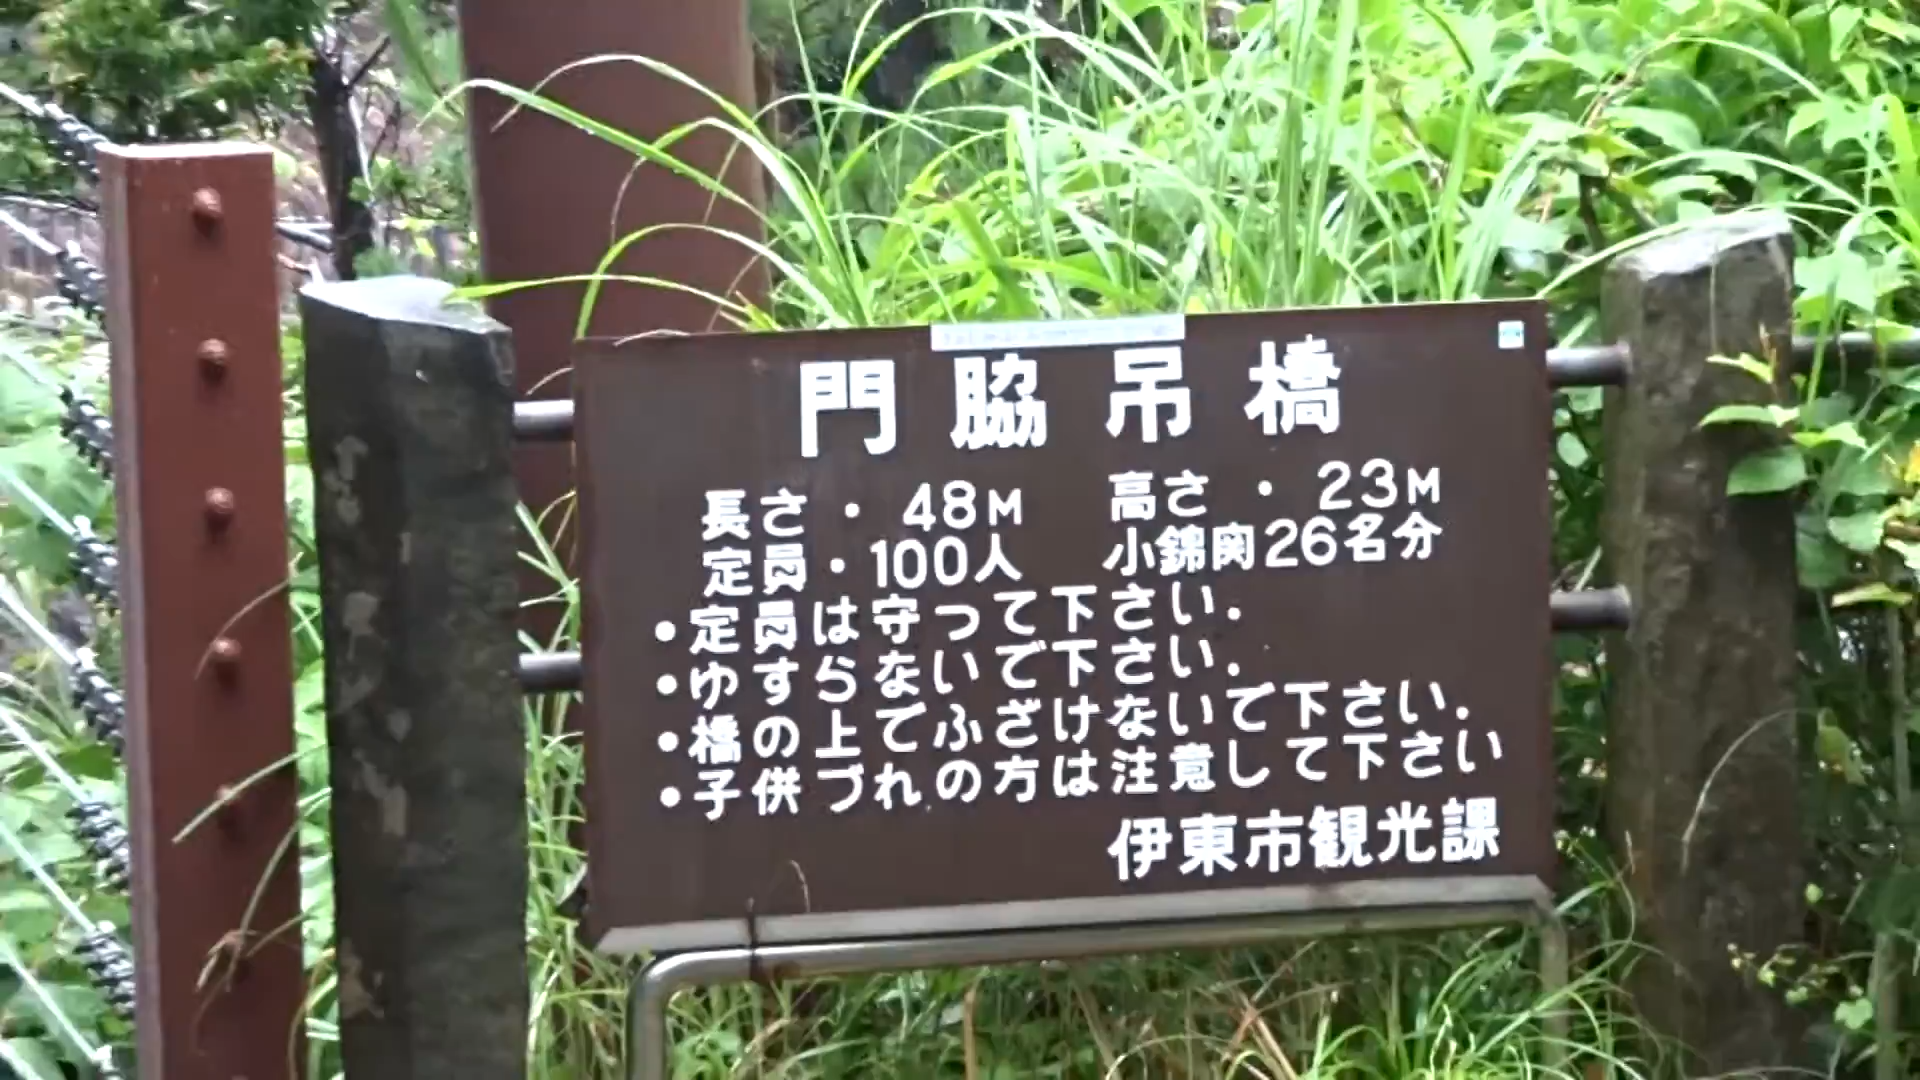 門脇吊橋
長さ・48M 高さ・23M
定員・100人 小錦関26名分
•定員は守って下さい.
•ゆすらないで下さい.
•橋の上でふざけないで下さい.
•子供づれの方は注意して下さい
伊東市観光課